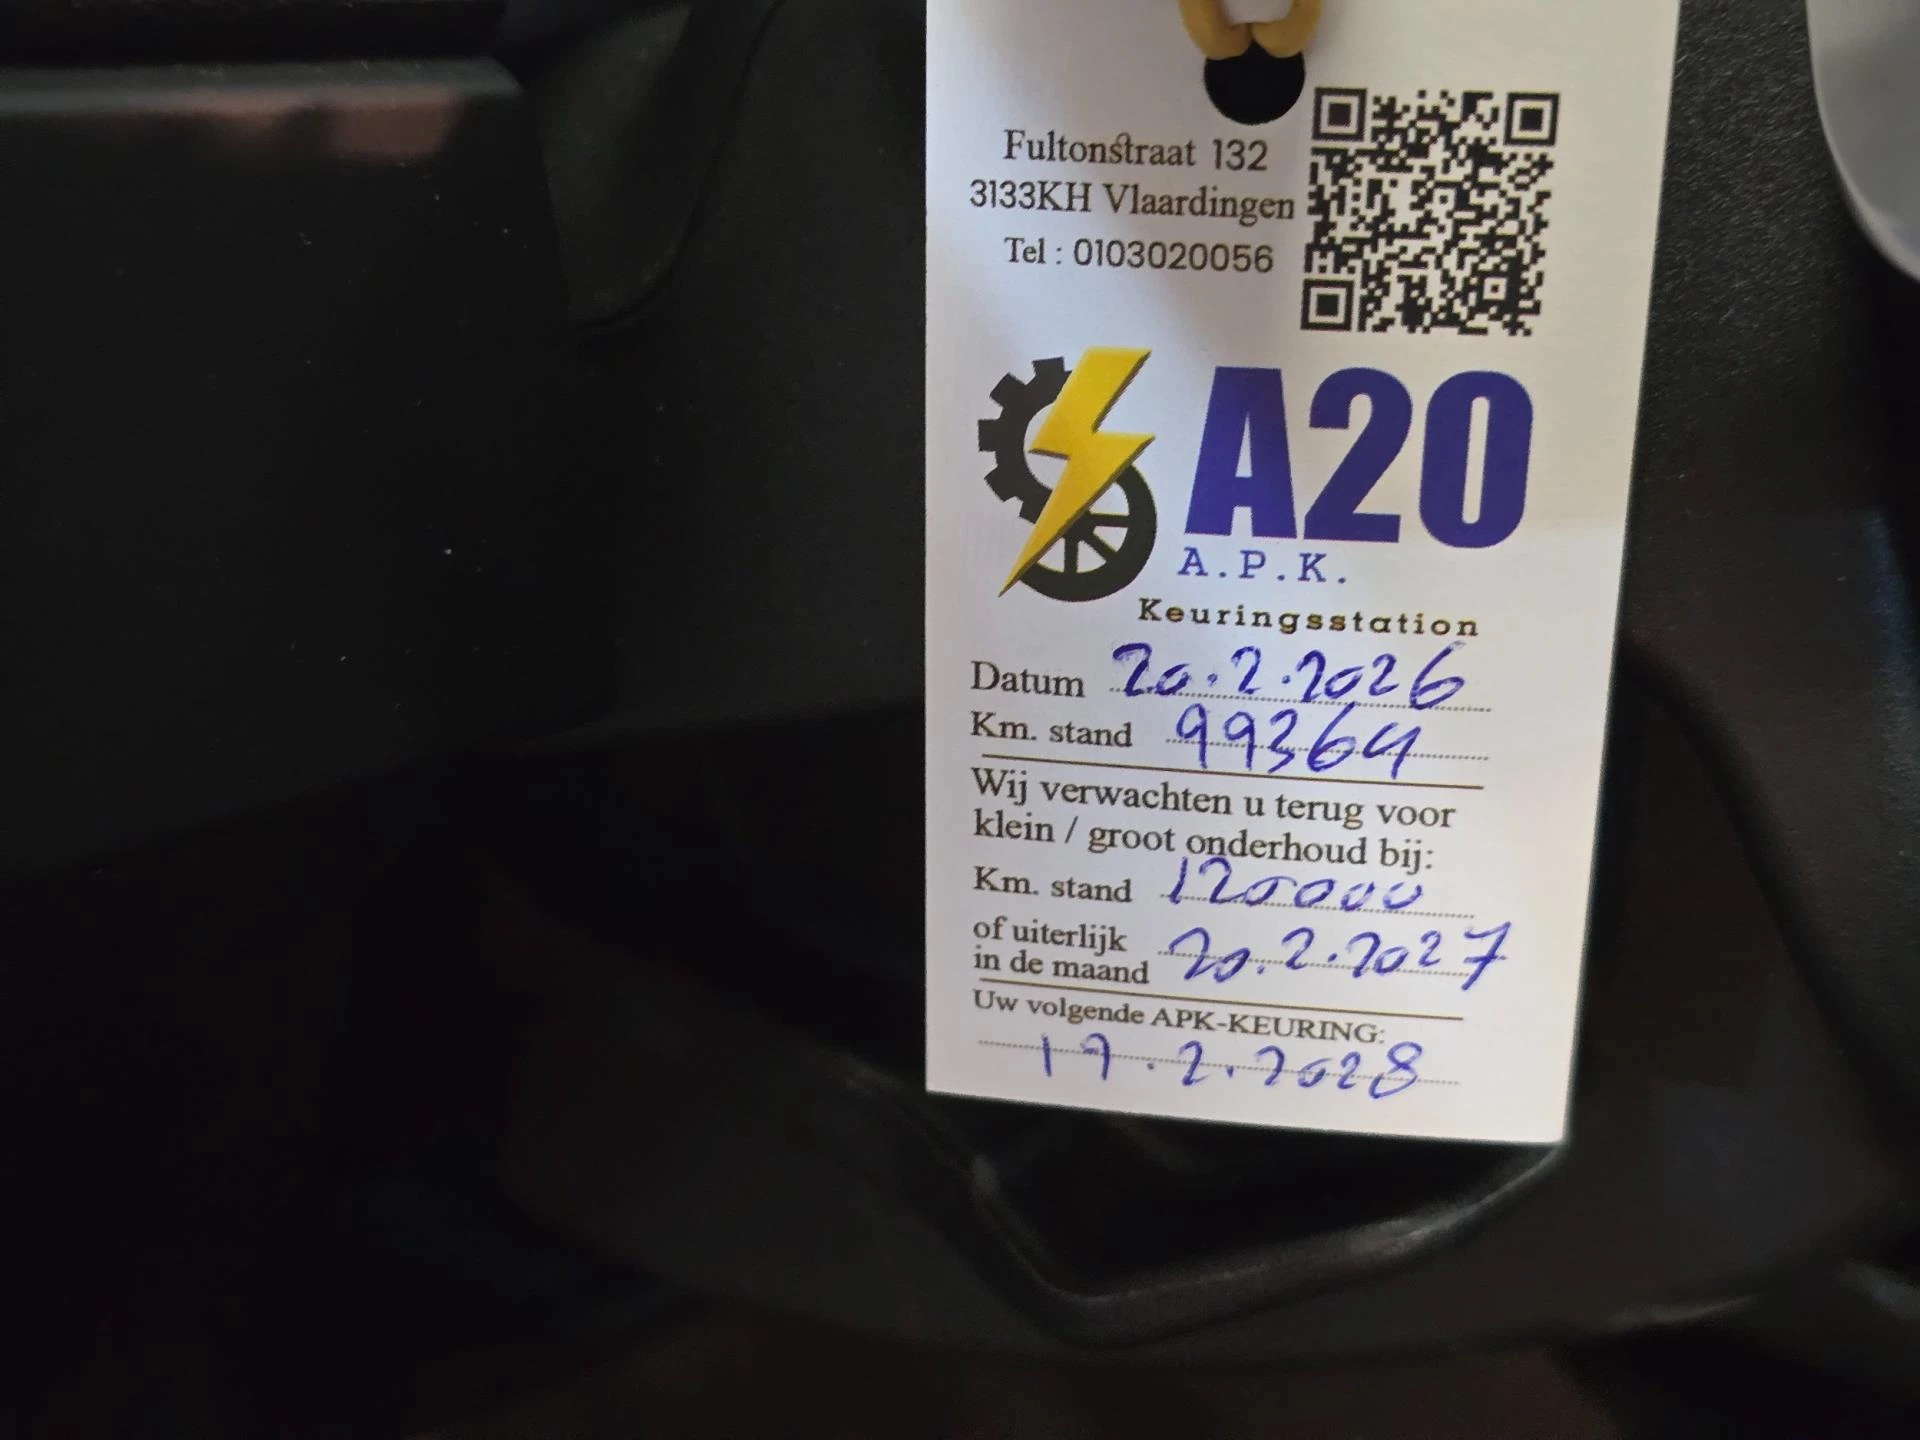 Fultonstraat 132
3133KH Vlaardingen
Tel : 0103020056
A20
A.P.K.
Keuringsstation
Datum 20.2.2026
Km. stand 99364
Wij verwachten u terug voor
klein / groot onderhoud bij:
Km. stand 120000
of uiterlijk
in de maand 20.2.2027
Uw volgende APK-KEURING:
17.2.2028